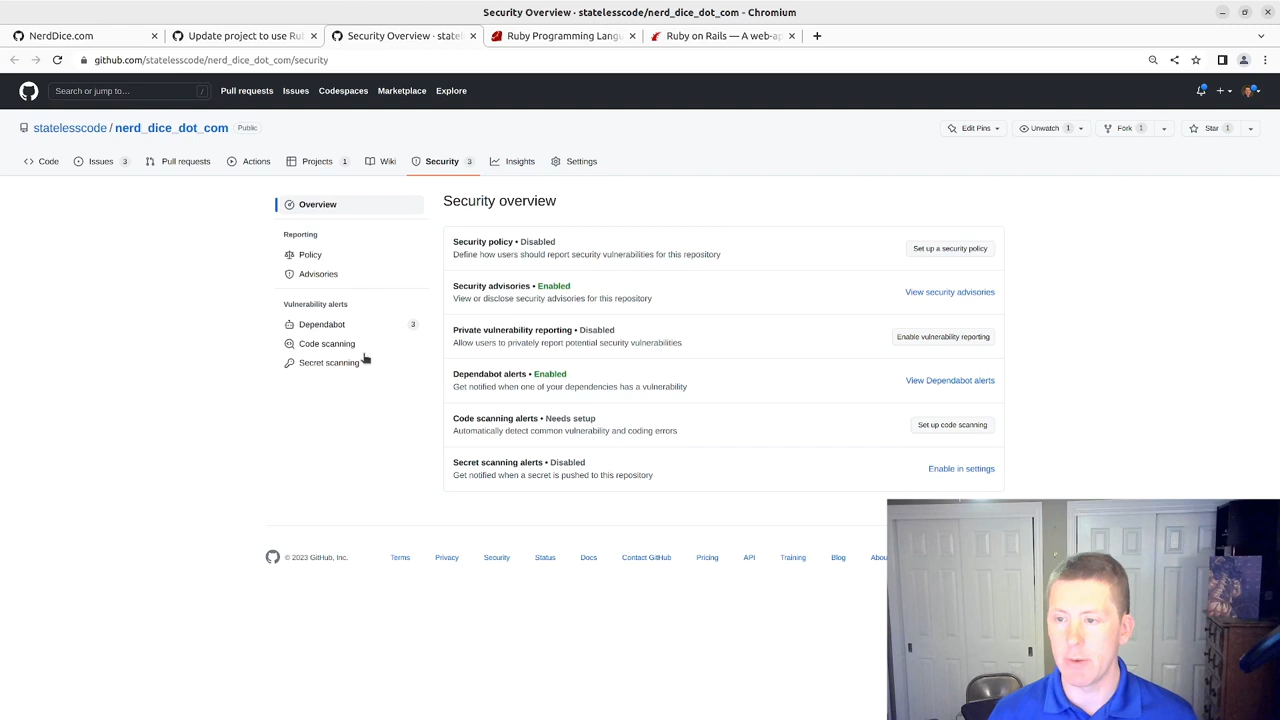 Security Overview · statelesscode/nerd_dice_dot_com - Chromium
NerdDice.com
Update project to use Ru
Security Overview · statel
Ruby Programming Langu
Ruby on Rails — A web-ap
github.com/statelesscode/nerd_dice_dot_com/security
Search or jump to… /
Pull requests Issues Codespaces Marketplace Explore
statelesscode / nerd_dice_dot_com Public
Edit Pins Unwatch 1 Fork 1 Star 1
Code Issues 3 Pull requests Actions Projects 1 Wiki Security 3 Insights Settings
Overview
Reporting
Policy
Advisories
Vulnerability alerts
Dependabot 3
Code scanning
Secret scanning
Security overview
Security policy • Disabled
Define how users should report security vulnerabilities for this repository
Set up a security policy
Security advisories • Enabled
View or disclose security advisories for this repository
View security advisories
Private vulnerability reporting • Disabled
Allow users to privately report potential security vulnerabilities
Enable vulnerability reporting
Dependabot alerts • Enabled
Get notified when one of your dependencies has a vulnerability
View Dependabot alerts
Code scanning alerts • Needs setup
Automatically detect common vulnerability and coding errors
Set up code scanning
Secret scanning alerts • Disabled
Get notified when a secret is pushed to this repository
Enable in settings
© 2023 GitHub, Inc. Terms Privacy Security Status Docs Contact GitHub Pricing API Training Blog Abou